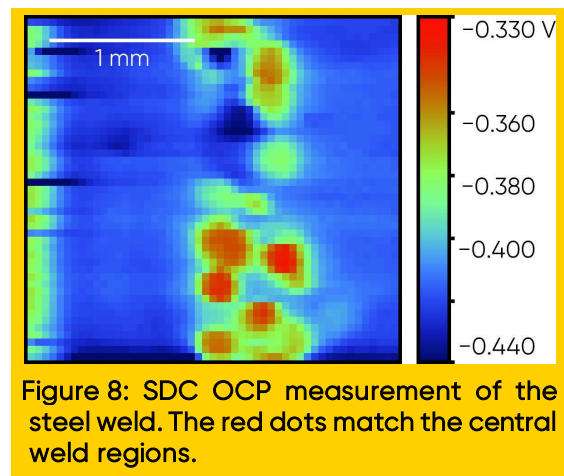 1 mm
−0.330 V
−0.360
−0.380
−0.400
−0.440
Figure 8: SDC OCP measurement of the
steel weld. The red dots match the central
weld regions.